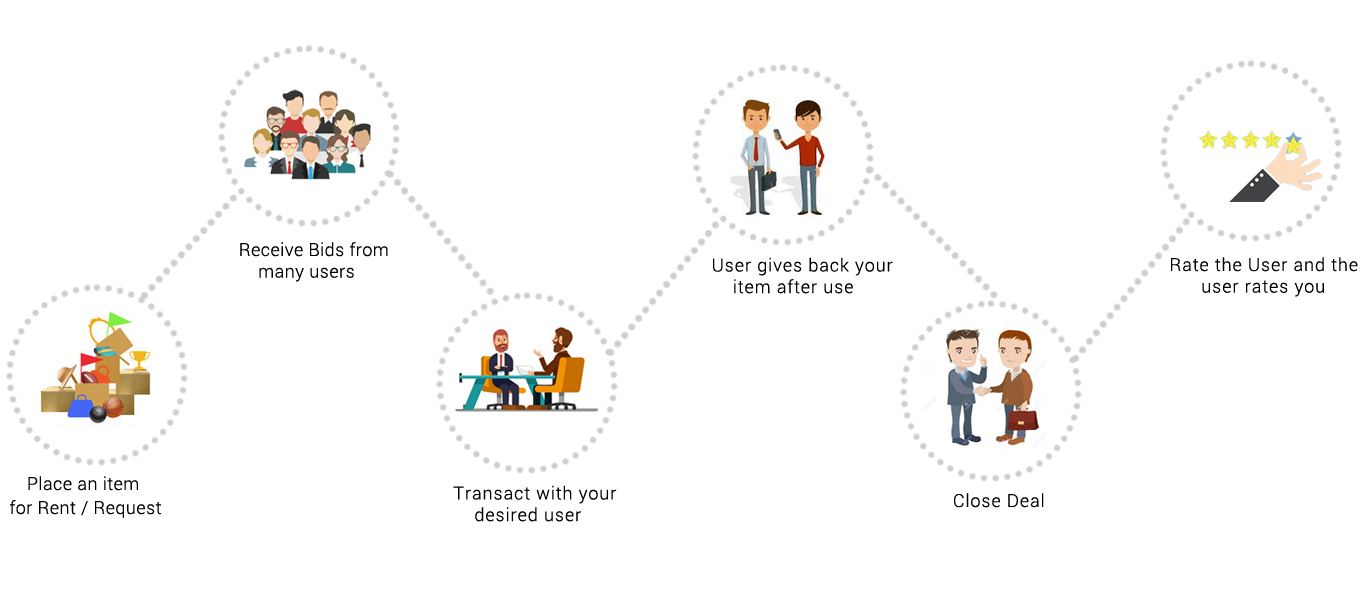 Place an item
for Rent / Request
Receive Bids from
many users
Transact with your
desired user
User gives back your
item after use
Close Deal
Rate the User and the
user rates you